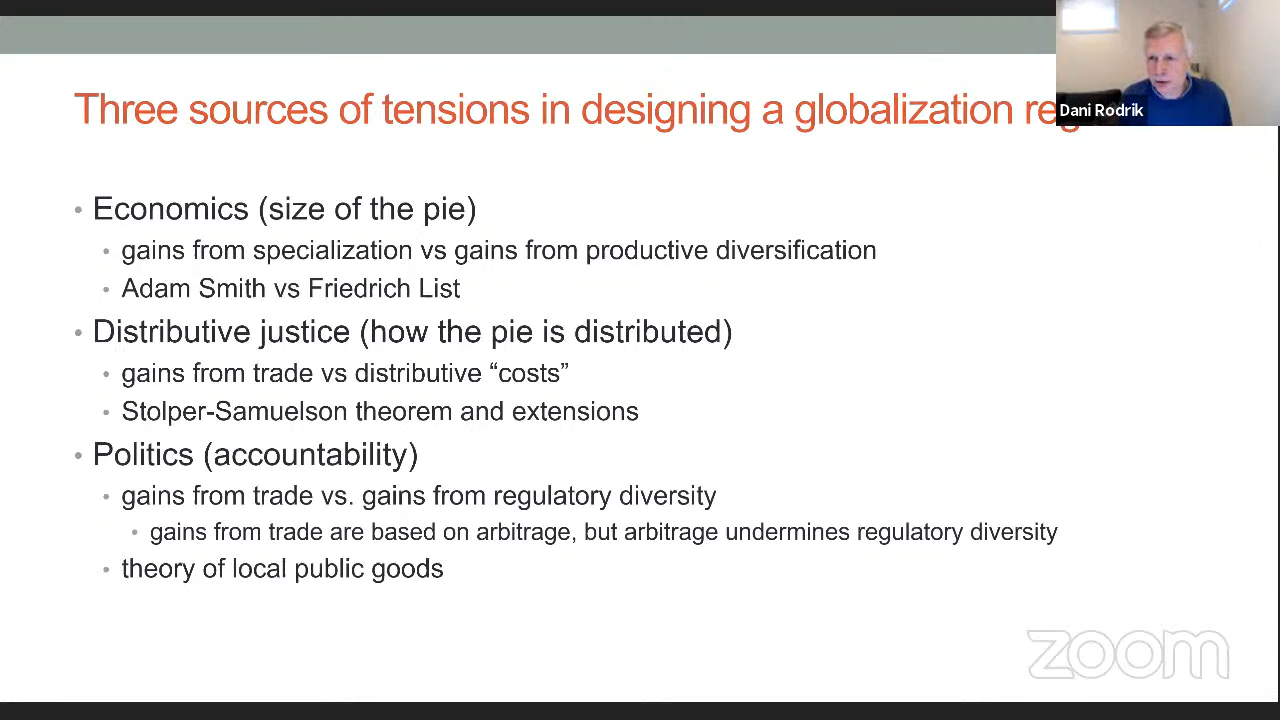 Three sources of tensions in designing a globalization
Dani Rodrik
• Economics (size of the pie)
• gains from specialization vs gains from productive diversification
• Adam Smith vs Friedrich List
• Distributive justice (how the pie is distributed)
• gains from trade vs distributive “costs”
• Stolper-Samuelson theorem and extensions
• Politics (accountability)
• gains from trade vs. gains from regulatory diversity
• gains from trade are based on arbitrage, but arbitrage undermines regulatory diversity
• theory of local public goods
zoom